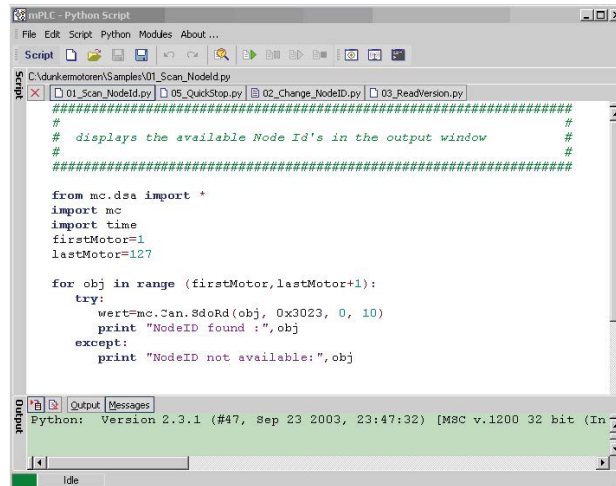 mPLC - Python Script
File Edit Script Python Modules About ...
Script
C:\dunkermotoren\Samples\01_Scan_NodeId.py
Script
01_Scan_NodeId.py 05_QuickStop.py 02_Change_NodeID.py 03_ReadVersion.py
####################################################################
# #
# displays the available Node Id's in the output window #
# #
####################################################################
from mc.dsa import *
import mc
import time
firstMotor=1
lastMotor=127
for obj in range (firstMotor,lastMotor+1):
try:
wert=mc.Can.SdoRd(obj, 0x3023, 0, 10)
print "NodeID found :",obj
except:
print "NodeID not available:",obj
Output Messages
Output
Python: Version 2.3.1 (#47, Sep 23 2003, 23:47:32) [MSC v.1200 32 bit (In
Idle